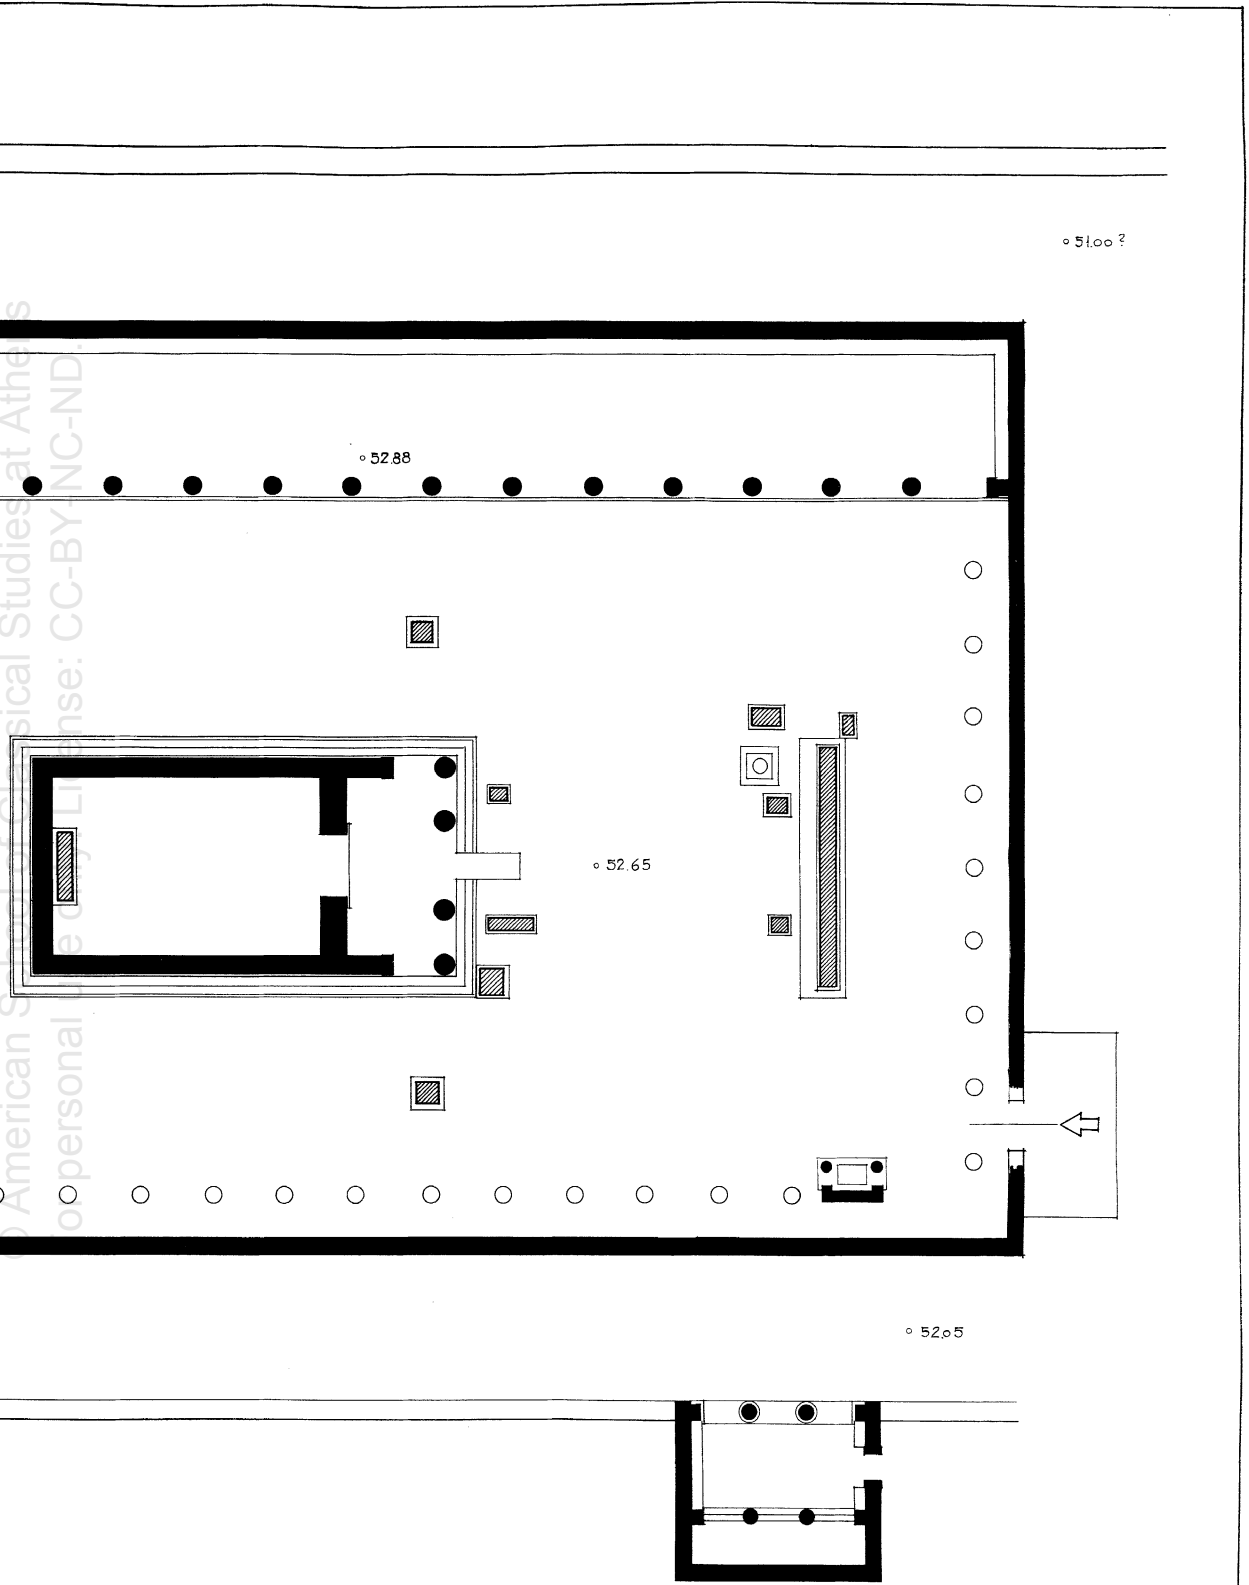 51.00?
52.88
52.65
52.05
© American School of Classical Studies at Athens
For personal use only. License: CC-BY-NC-ND.